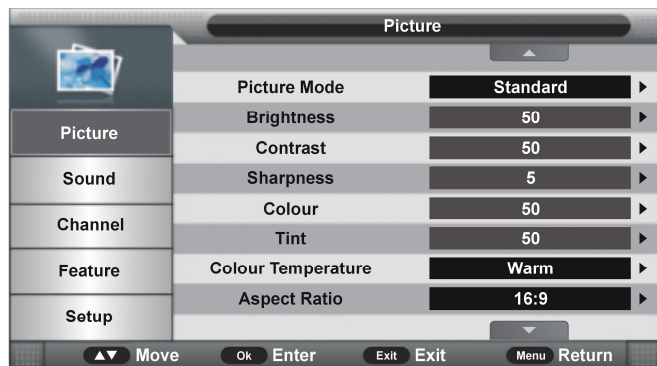 Picture
Picture Mode Standard
Brightness 50
Contrast 50
Sharpness 5
Colour 50
Tint 50
Colour Temperature Warm
Aspect Ratio 16:9
Picture
Sound
Channel
Feature
Setup
Move Ok Enter Exit Exit Menu Return